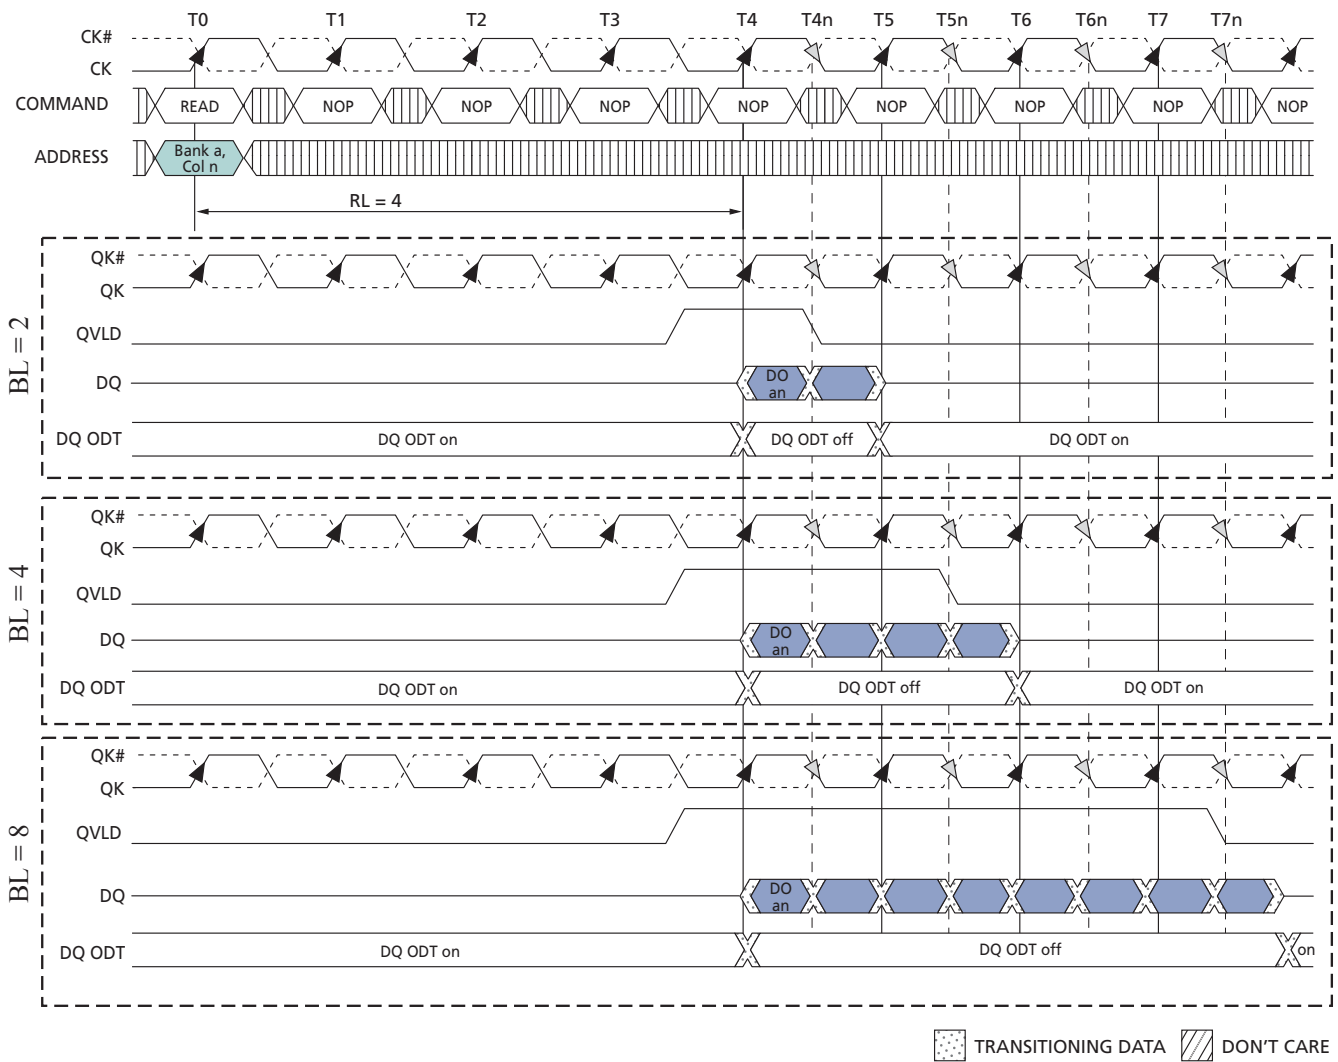 T0 T1 T2 T3 T4 T4n T5 T5n T6 T6n T7 T7n
CK#
CK
COMMAND READ NOP NOP NOP NOP NOP NOP NOP NOP
ADDRESS Bank a,
Col n
RL = 4
BL = 2
QK#
QK
QVLD
DQ DO
an
DQ ODT DQ ODT on DQ ODT off DQ ODT on
BL = 4
QK#
QK
QVLD
DQ DO
an
DQ ODT DQ ODT on DQ ODT off DQ ODT on
BL = 8
QK#
QK
QVLD
DQ DO
an
DQ ODT DQ ODT on DQ ODT off on
TRANSITIONING DATA DON'T CARE